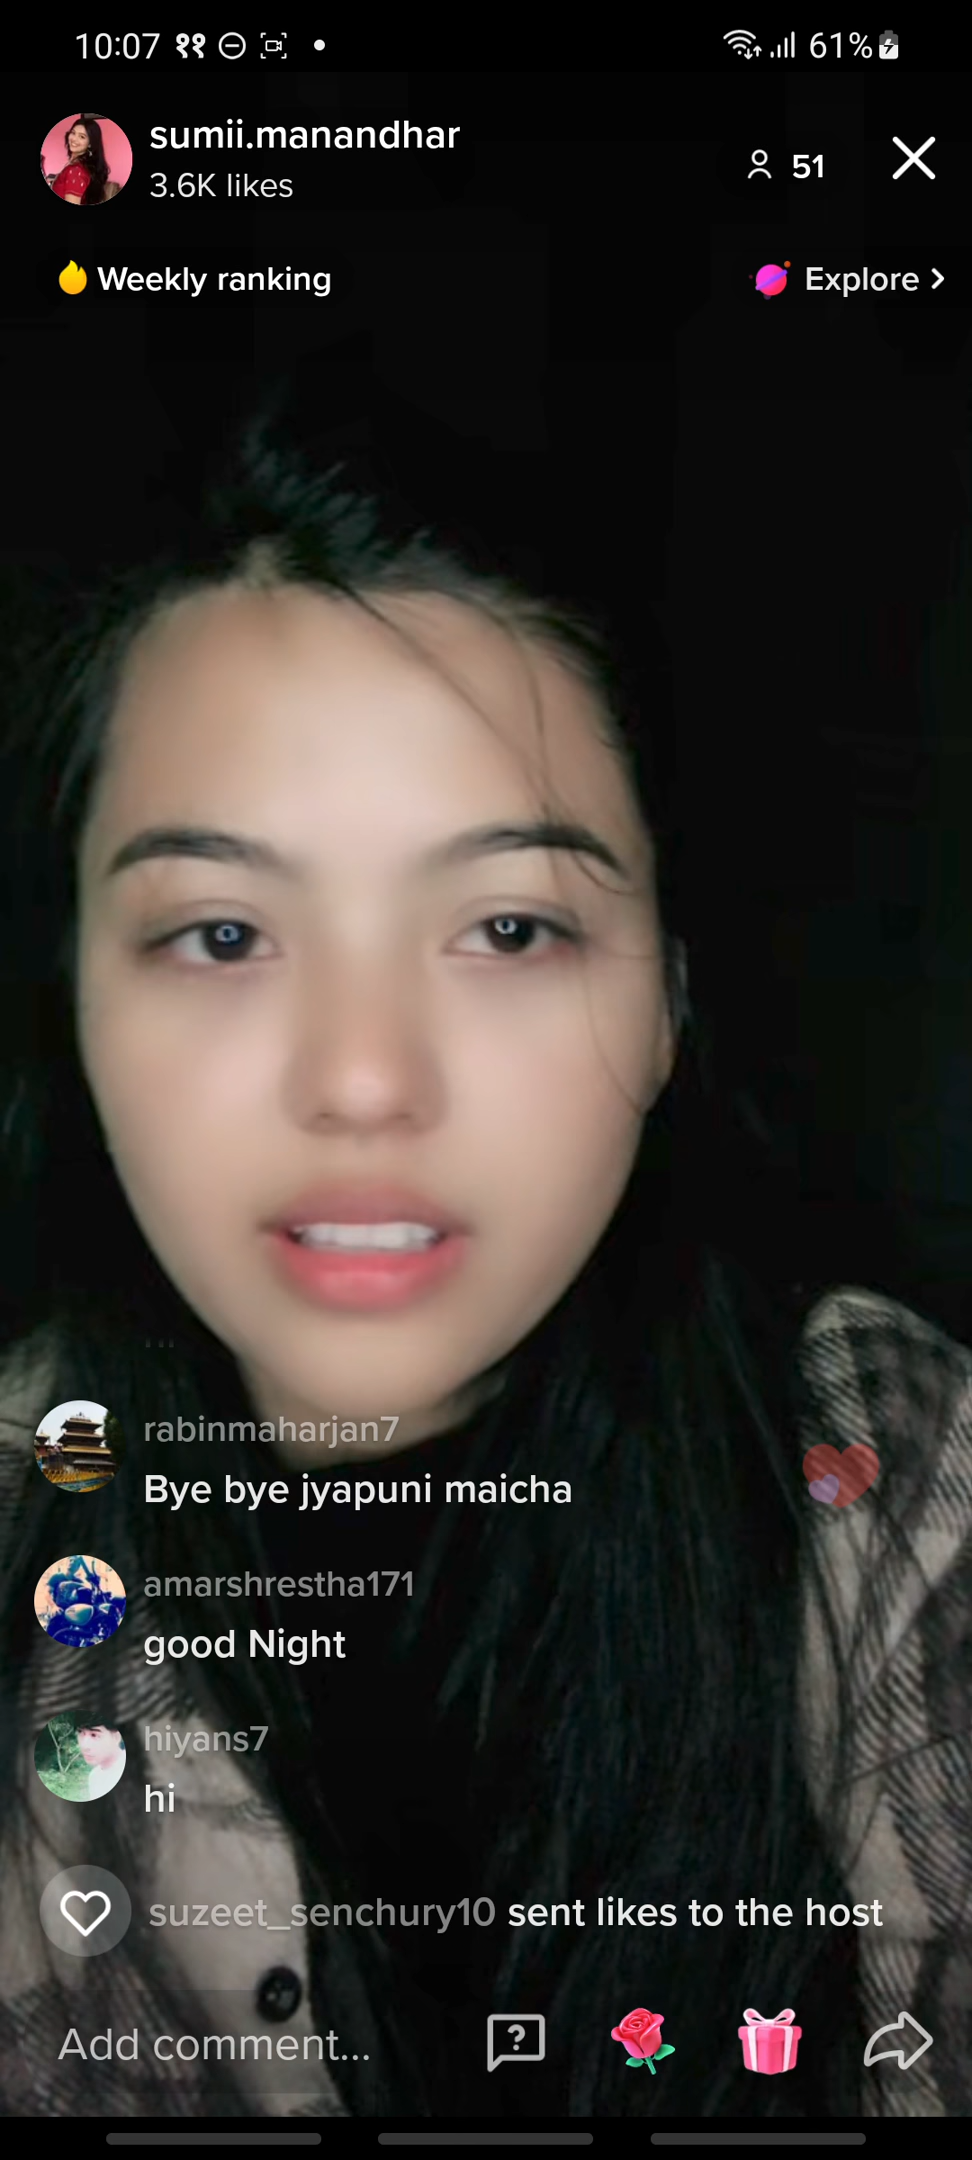 10:07 ११ 61%
sumii.manandhar
3.6K likes
51
Weekly ranking
Explore
rabinmaharjan7
Bye bye jyapuni maicha
amarshrestha171
good Night
hiyans7
hi
suzeet_senchury10 sent likes to the host
Add comment...